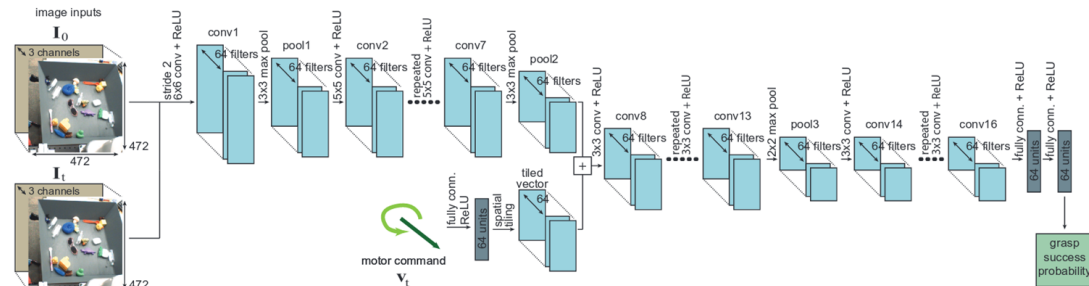 image inputs
I₀
3 channels
472
472
Iₜ
3 channels
472
stride 2
6x6 conv + ReLU
conv1
64 filters
3x3 max pool
pool1
64 filters
5x5 conv + ReLU
conv2
64 filters
repeated
5x5 conv + ReLU
conv7
64 filters
3x3 max pool
pool2
64 filters
motor command
vₜ
fully conn.
ReLU
64 units
spatial
tiling
tiled
vector
64
+
3x3 conv + ReLU
conv8
64 filters
repeated
3x3 conv + ReLU
conv13
64 filters
2x2 max pool
pool3
64 filters
3x3 conv + ReLU
conv14
64 filters
repeated
3x3 conv + ReLU
conv16
64 filters
fully conn. + ReLU
64 units
fully conn. + ReLU
64 units
grasp
success
probability